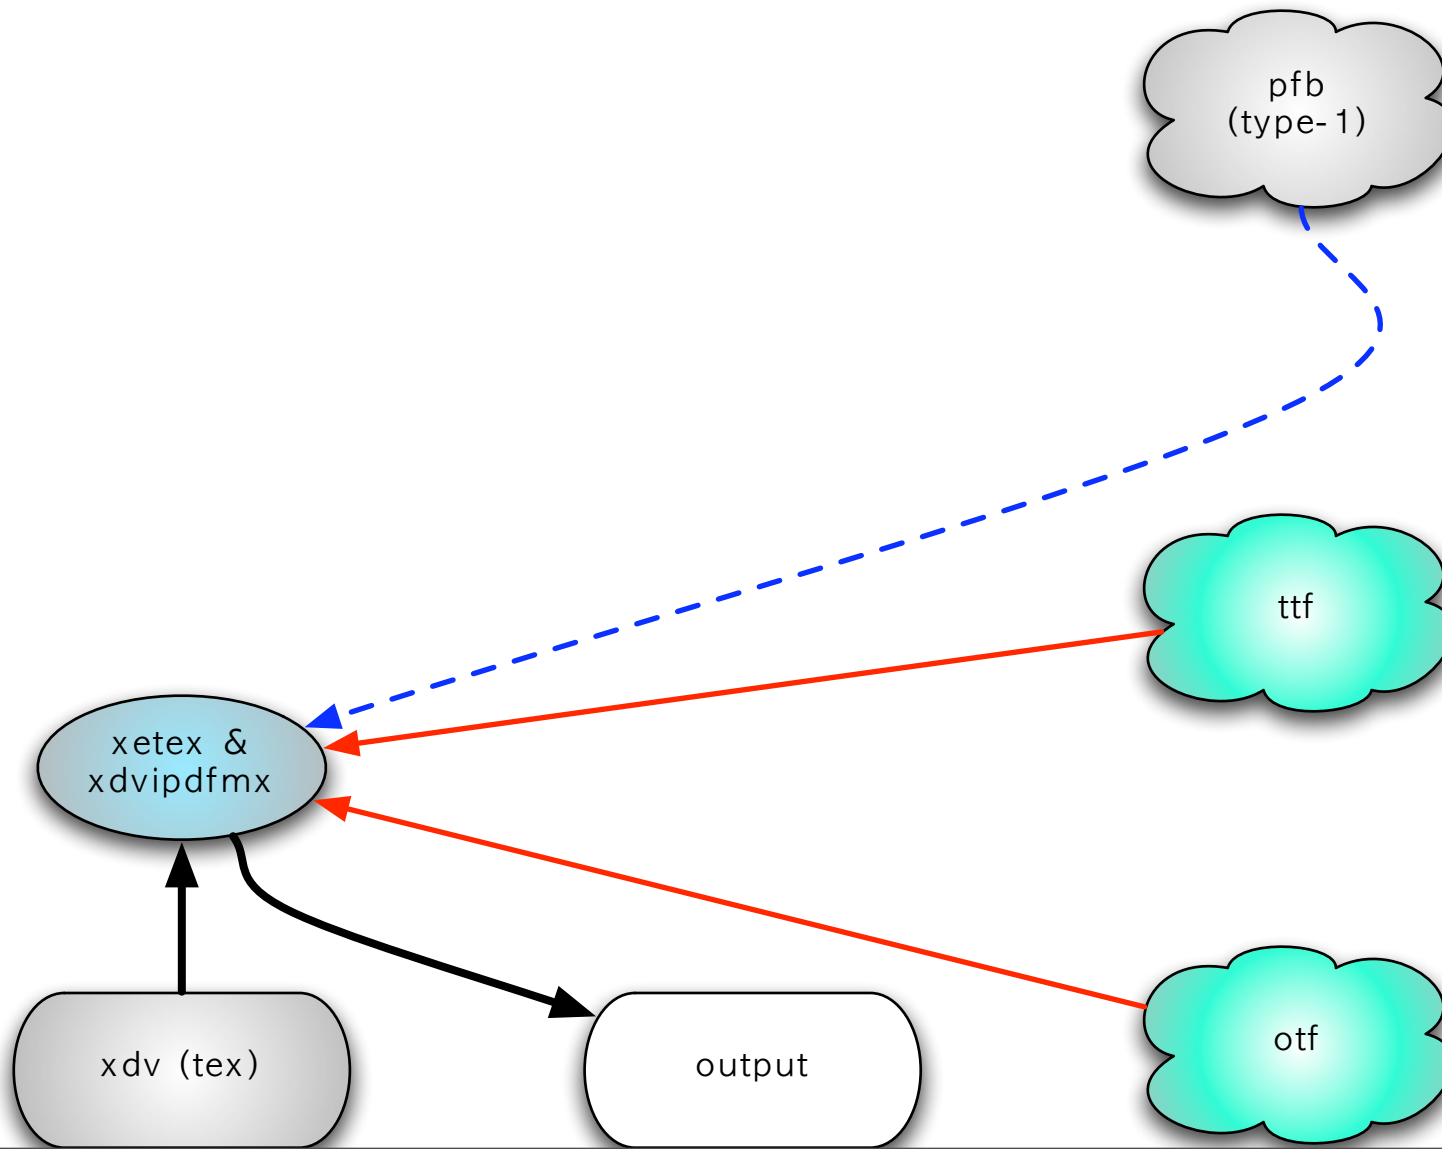 pfb
(type-1)
ttf
xetex &
xdvipdfmx
otf
xdv (tex)
output